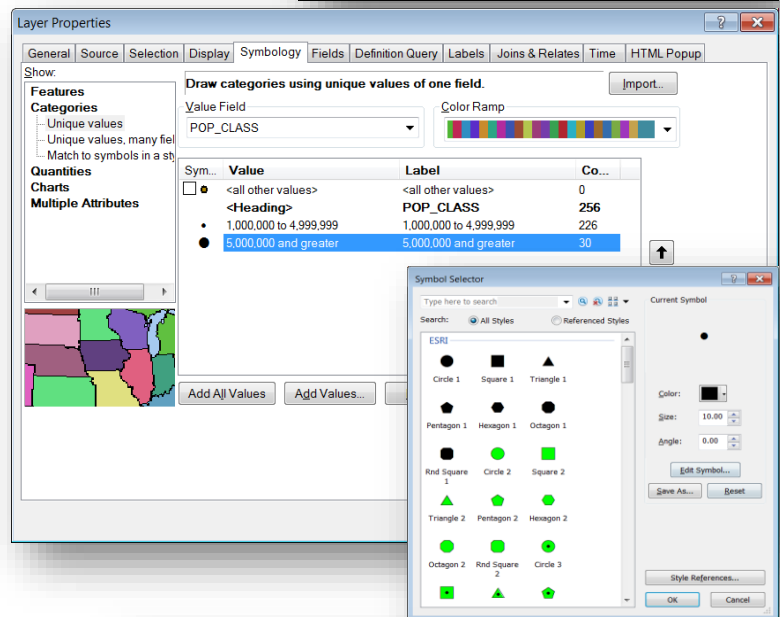 Layer Properties
General Source Selection Display Symbology Fields Definition Query Labels Joins & Relates Time HTML Popup
Show:
Features
Categories
Unique values
Unique values, many fiel
Match to symbols in a sty
Quantities
Charts
Multiple Attributes
Draw categories using unique values of one field.
Import...
Value Field
POP_CLASS
Color Ramp
Sym... Value Label Co...
<all other values> <all other values> 0
<Heading> POP_CLASS 256
1,000,000 to 4,999,999 1,000,000 to 4,999,999 226
5,000,000 and greater 5,000,000 and greater 30
Add All Values Add Values...
Symbol Selector
Type here to search
Search: All Styles Referenced Styles
ESRI
Circle 1 Square 1 Triangle 1
Pentagon 1 Hexagon 1 Octagon 1
Rnd Square 1 Circle 2 Square 2
Triangle 2 Pentagon 2 Hexagon 2
Octagon 2 Rnd Square 2 Circle 3
Current Symbol
Color:
Size: 10.00
Angle: 0.00
Edit Symbol...
Save As... Reset
Style References...
OK Cancel